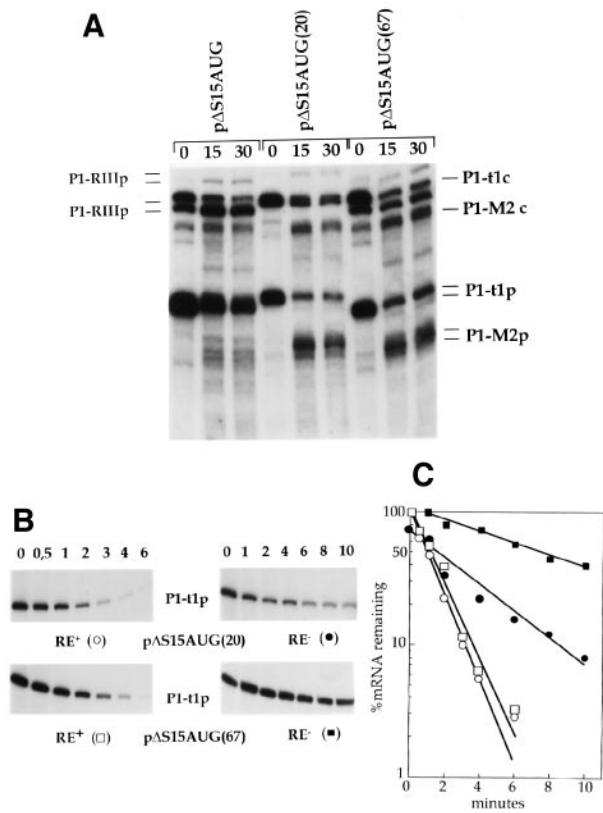 A
pΔS15AUG
pΔS15AUG(20)
pΔS15AUG(67)
0 15 30 0 15 30 0 15 30
P1-RIIIp
P1-RIIIp
P1-t1c
P1-M2 c
P1-t1p
P1-M2p
B
0 0,5 1 2 3 4 6
0 1 2 4 6 8 10
P1-t1p
RE+ (○) pΔS15AUG(20) RE- (●)
P1-t1p
RE+ (□) pΔS15AUG(67) RE- (■)
C
% mRNA remaining
100
50
10
1
0 2 4 6 8 10
minutes